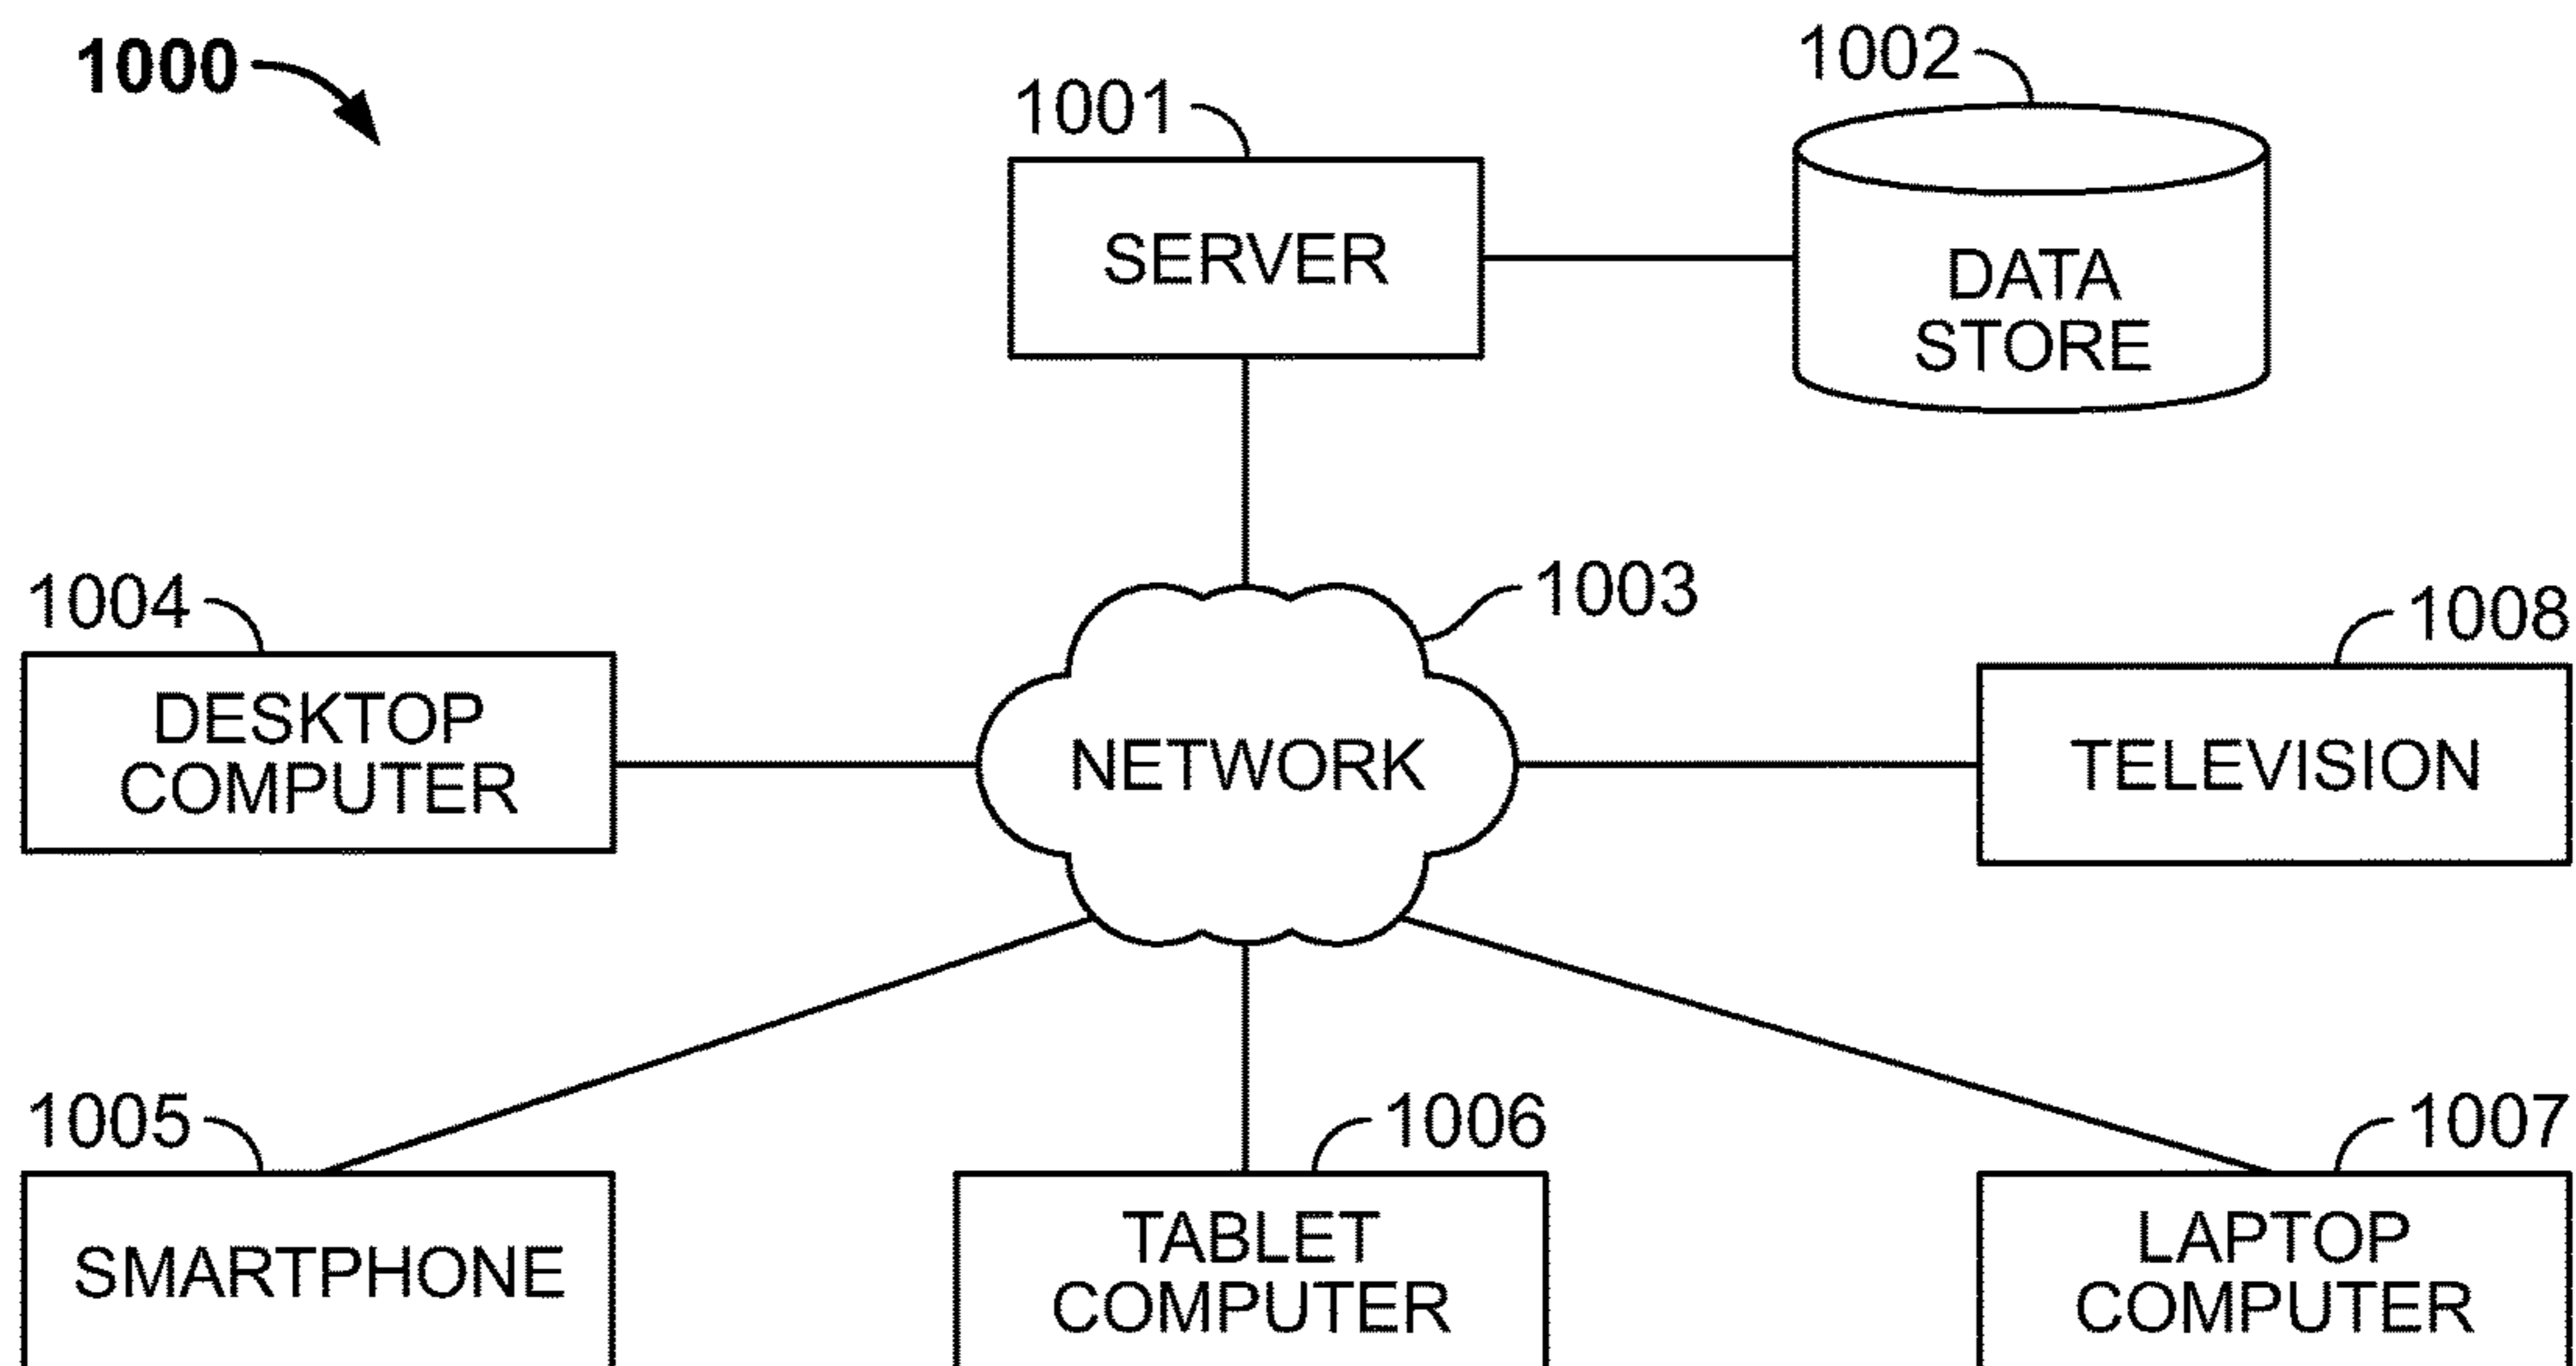 1000
1002
1001
SERVER
DATA
STORE
1003
1004
1008
DESKTOP
COMPUTER
NETWORK
TELEVISION
1005
1006
1007
SMARTPHONE
TABLET
COMPUTER
LAPTOP
COMPUTER